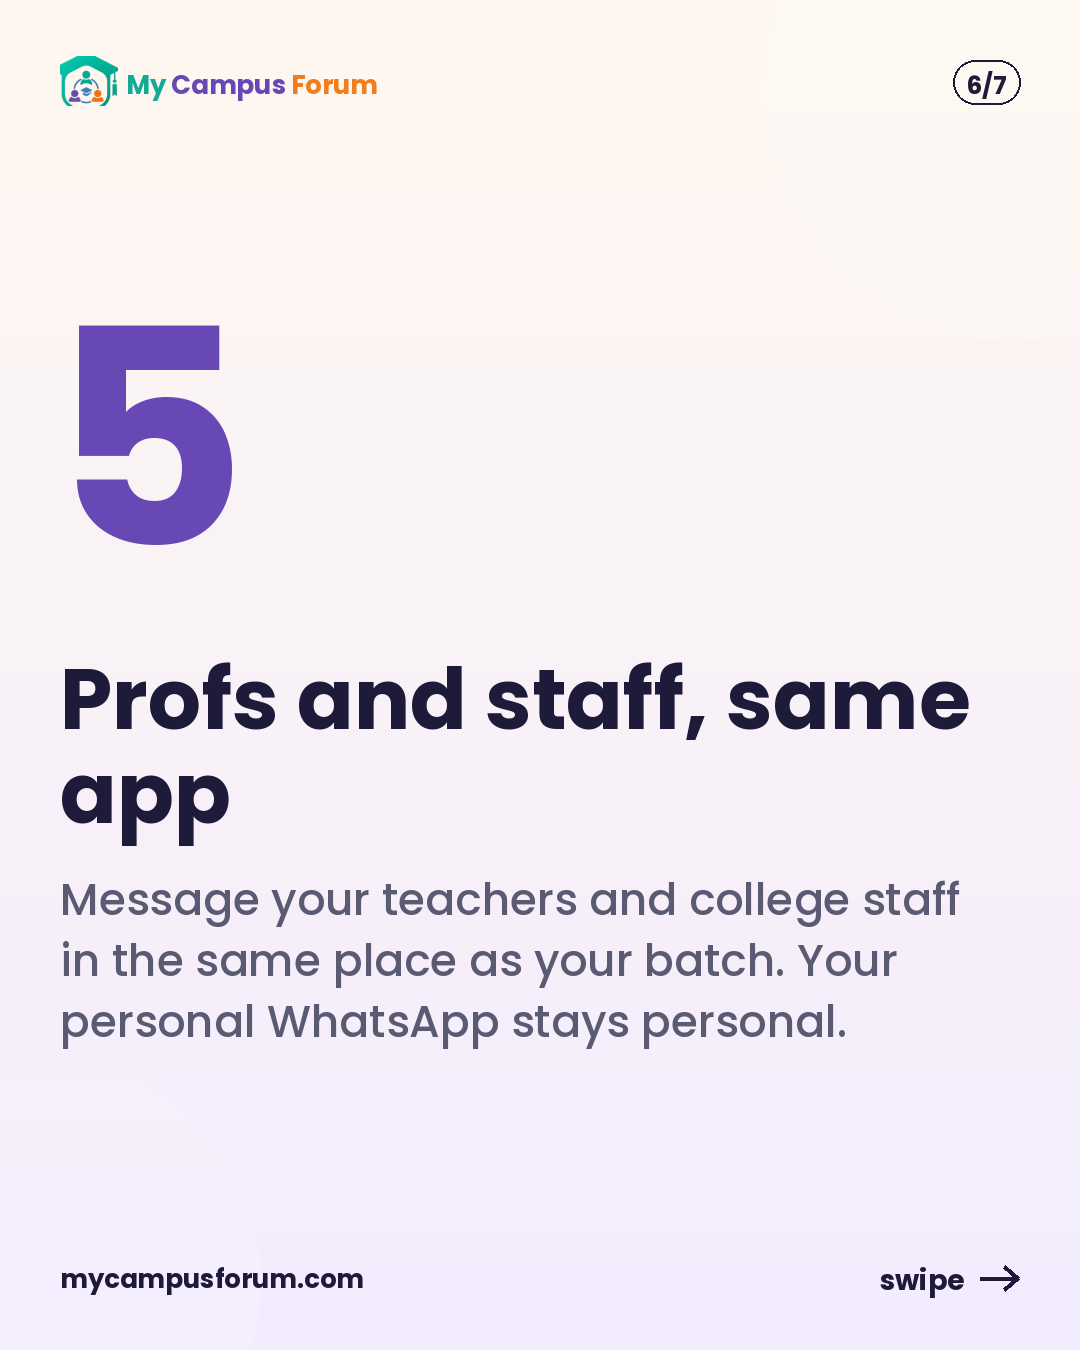 My Campus Forum
6/7
5
Profs and staff, same
app
Message your teachers and college staff
in the same place as your batch. Your
personal WhatsApp stays personal.
mycampusforum.com
swipe →